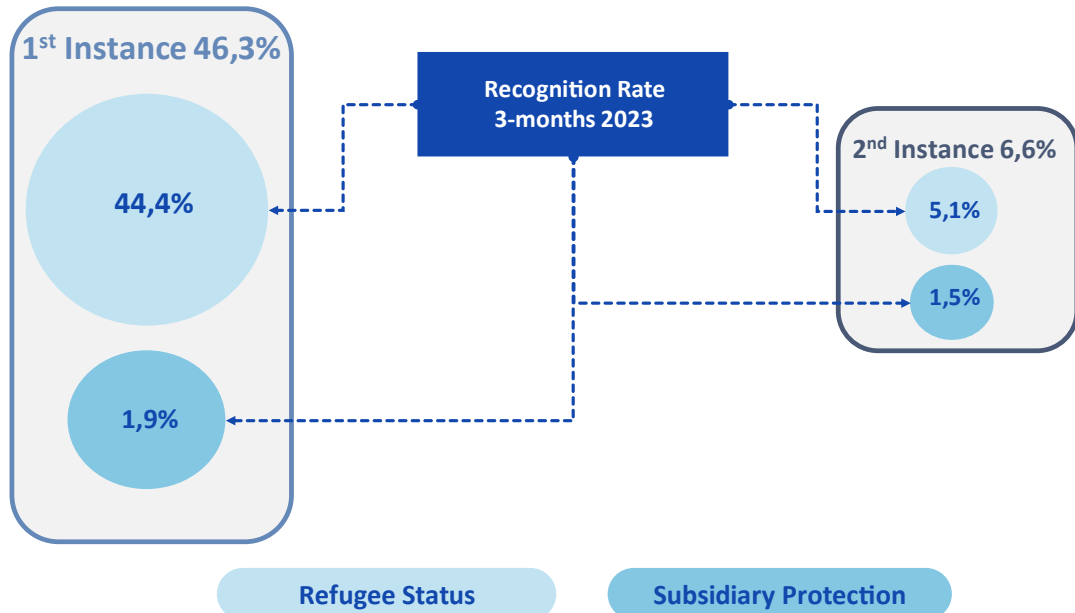 1st Instance 46,3%
Recognition Rate
3-months 2023
2nd Instance 6,6%
44,4%
5,1%
1,5%
1,9%
Refugee Status
Subsidiary Protection